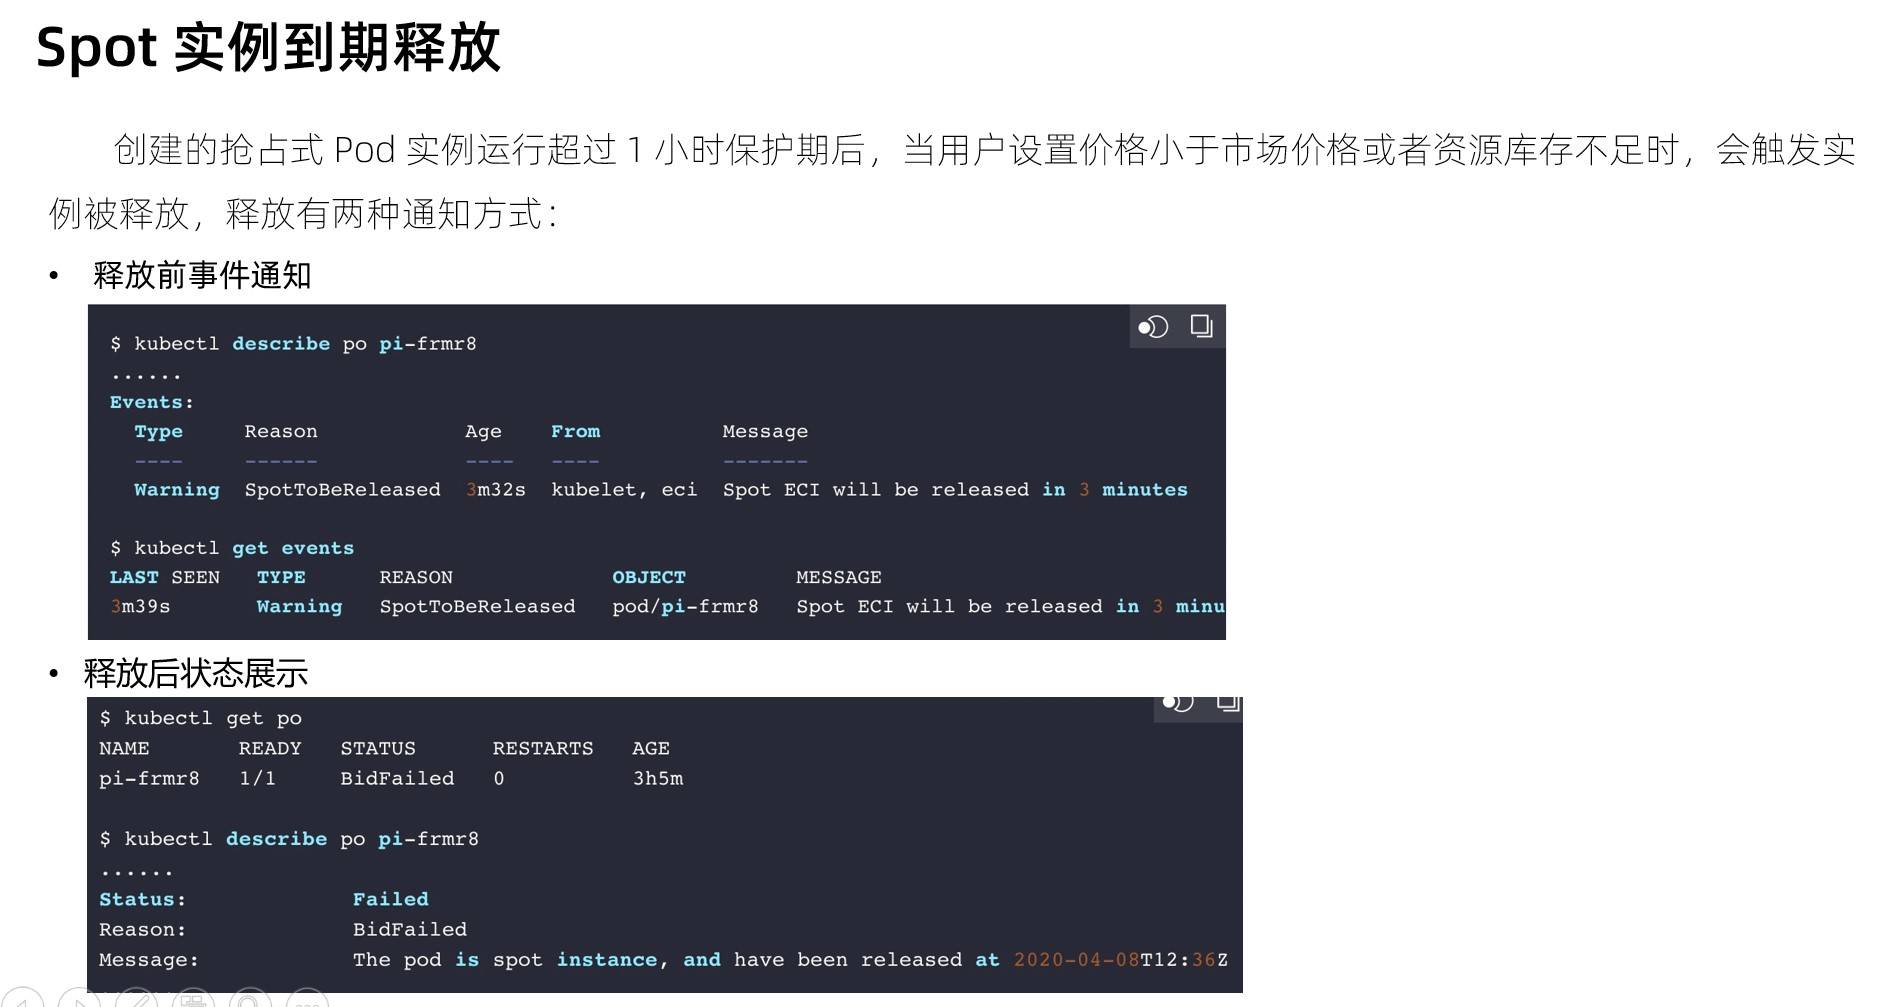 Spot 实例到期释放
创建的抢占式 Pod 实例运行超过 1 小时保护期后，当用户设置价格小于市场价格或者资源库存不足时，会触发实
例被释放，释放有两种通知方式：
• 释放前事件通知
$ kubectl describe po pi-frmr8
......
Events:
Type Reason Age From Message
---- ------ ---- ---- -------
Warning SpotToBeReleased 3m32s kubelet, eci Spot ECI will be released in 3 minutes
$ kubectl get events
LAST SEEN TYPE REASON OBJECT MESSAGE
3m39s Warning SpotToBeReleased pod/pi-frmr8 Spot ECI will be released in 3 minu
• 释放后状态展示
$ kubectl get po
NAME READY STATUS RESTARTS AGE
pi-frmr8 1/1 BidFailed 0 3h5m
$ kubectl describe po pi-frmr8
......
Status: Failed
Reason: BidFailed
Message: The pod is spot instance, and have been released at 2020-04-08T12:36Z